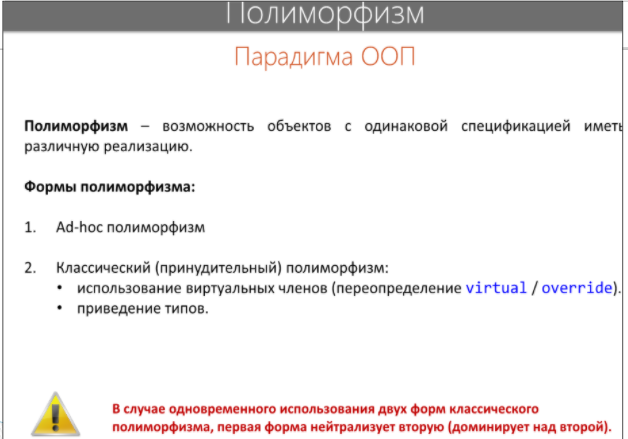 Полиморфизм
Парадигма ООП
Полиморфизм – возможность объектов с одинаковой спецификацией иметь
различную реализацию.
Формы полиморфизма:
1. Ad-hoc полиморфизм
2. Классический (принудительный) полиморфизм:
• использование виртуальных членов (переопределение virtual / override).
• приведение типов.
В случае одновременного использования двух форм классического
полиморфизма, первая форма нейтрализует вторую (доминирует над второй).